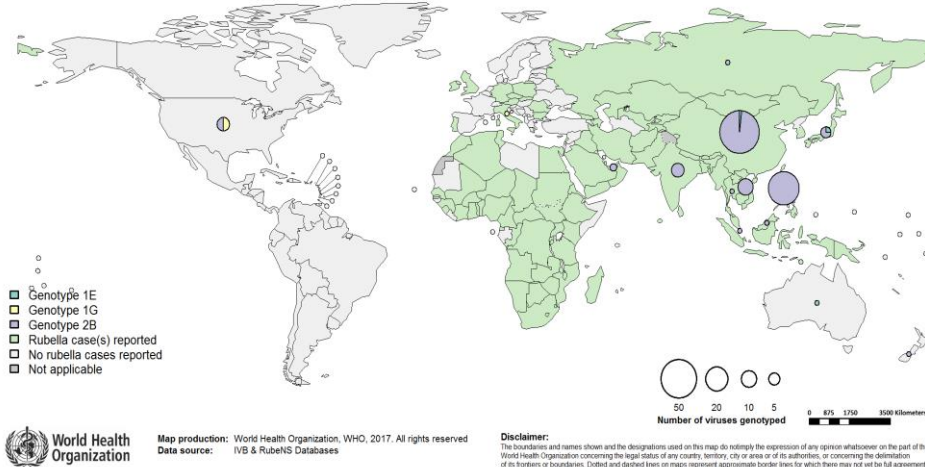 Genotype 1E
Genotype 1G
Genotype 2B
Rubella case(s) reported
No rubella cases reported
Not applicable
50 20 10 5
Number of viruses genotyped
0 875 1750 3500 Kilometers
World Health
Organization
Map production: World Health Organization, WHO, 2017. All rights reserved
Data source: IVB & RubeNS Databases
Disclaimer:
The boundaries and names shown and the designations used on this map do notimply the expression of any opinion whatsoever on the part of th
World Health Organization concerning the legal status of any country, territory, city or area or of its authorities, or concerning the delimitation
of its frontiers or boundaries. Dotted and dashed lines on maps represent approximate border lines for which there may not yet be full agreement